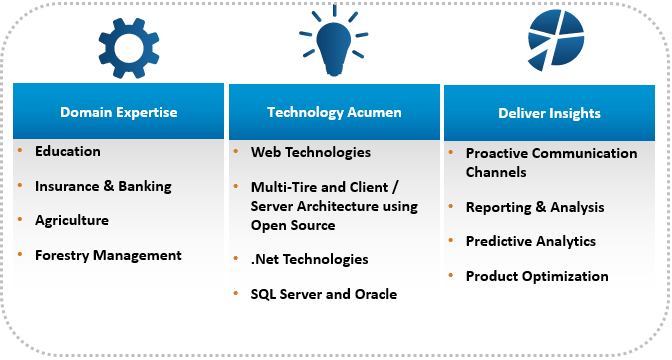 Domain Expertise
Education
Insurance & Banking
Agriculture
Forestry Management
Technology Acumen
Web Technologies
Multi-Tire and Client /
Server Architecture using
Open Source
.Net Technologies
SQL Server and Oracle
Deliver Insights
Proactive Communication
Channels
Reporting & Analysis
Predictive Analytics
Product Optimization